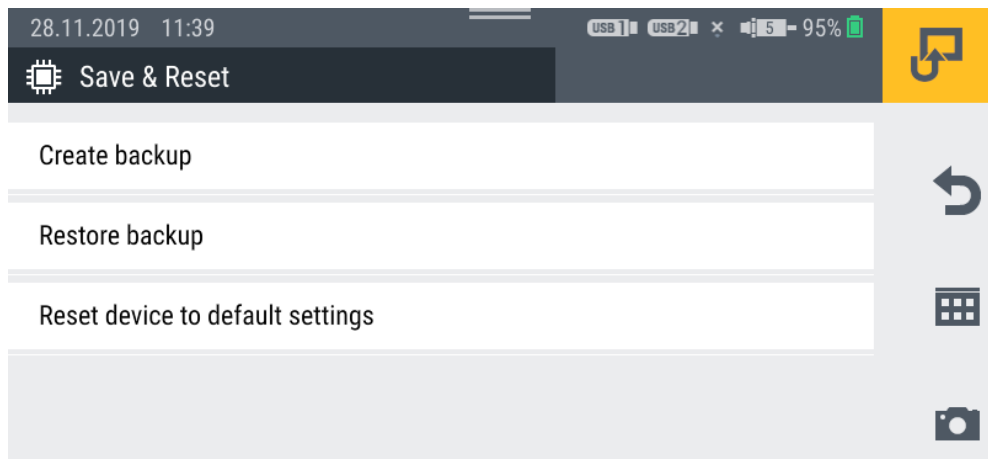 28.11.2019 11:39 USB 1 USB 2 5 95%
Save & Reset
Create backup
Restore backup
Reset device to default settings